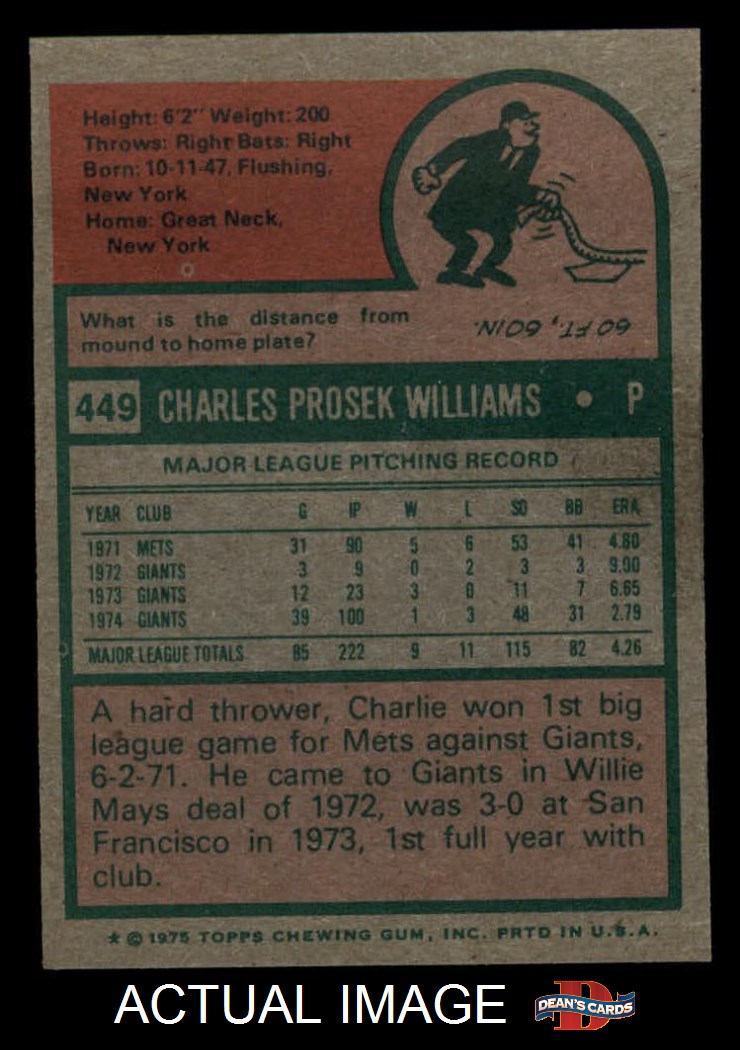 Height: 6'2" Weight: 200
Throws: Right Bats: Right
Born: 10-11-47, Flushing,
New York
Home: Great Neck,
New York
What is the distance from
mound to home plate?
60 FT., 60 IN.
449 CHARLES PROSEK WILLIAMS • P
MAJOR LEAGUE PITCHING RECORD
YEAR CLUB G IP W L SO BB ERA
1971 METS 31 90 5 6 53 41 4.80
1972 GIANTS 3 9 0 2 3 3 9.00
1973 GIANTS 12 23 3 0 11 7 6.65
1974 GIANTS 39 100 1 3 48 31 2.79
MAJOR LEAGUE TOTALS 85 222 9 11 115 82 4.26
A hard thrower, Charlie won 1st big
league game for Mets against Giants,
6-2-71. He came to Giants in Willie
Mays deal of 1972, was 3-0 at San
Francisco in 1973, 1st full year with
club.
* © 1975 TOPPS CHEWING GUM, INC. PRTD IN U.S.A.
ACTUAL IMAGE D DEAN'S CARDS